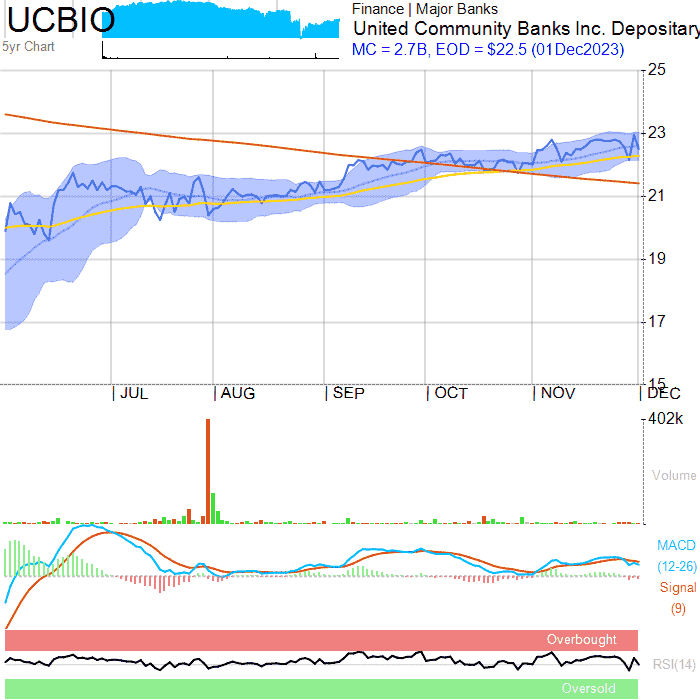 UCBIO
5yr Chart
Finance | Major Banks
United Community Banks Inc. Depositary
MC = 2.7B, EOD = $22.5 (01Dec2023)
25
23
21
19
17
15
JUL
AUG
SEP
OCT
NOV
DEC
402k
Volume
MACD
(12-26)
Signal
(9)
Overbought
RSI(14)
Oversold